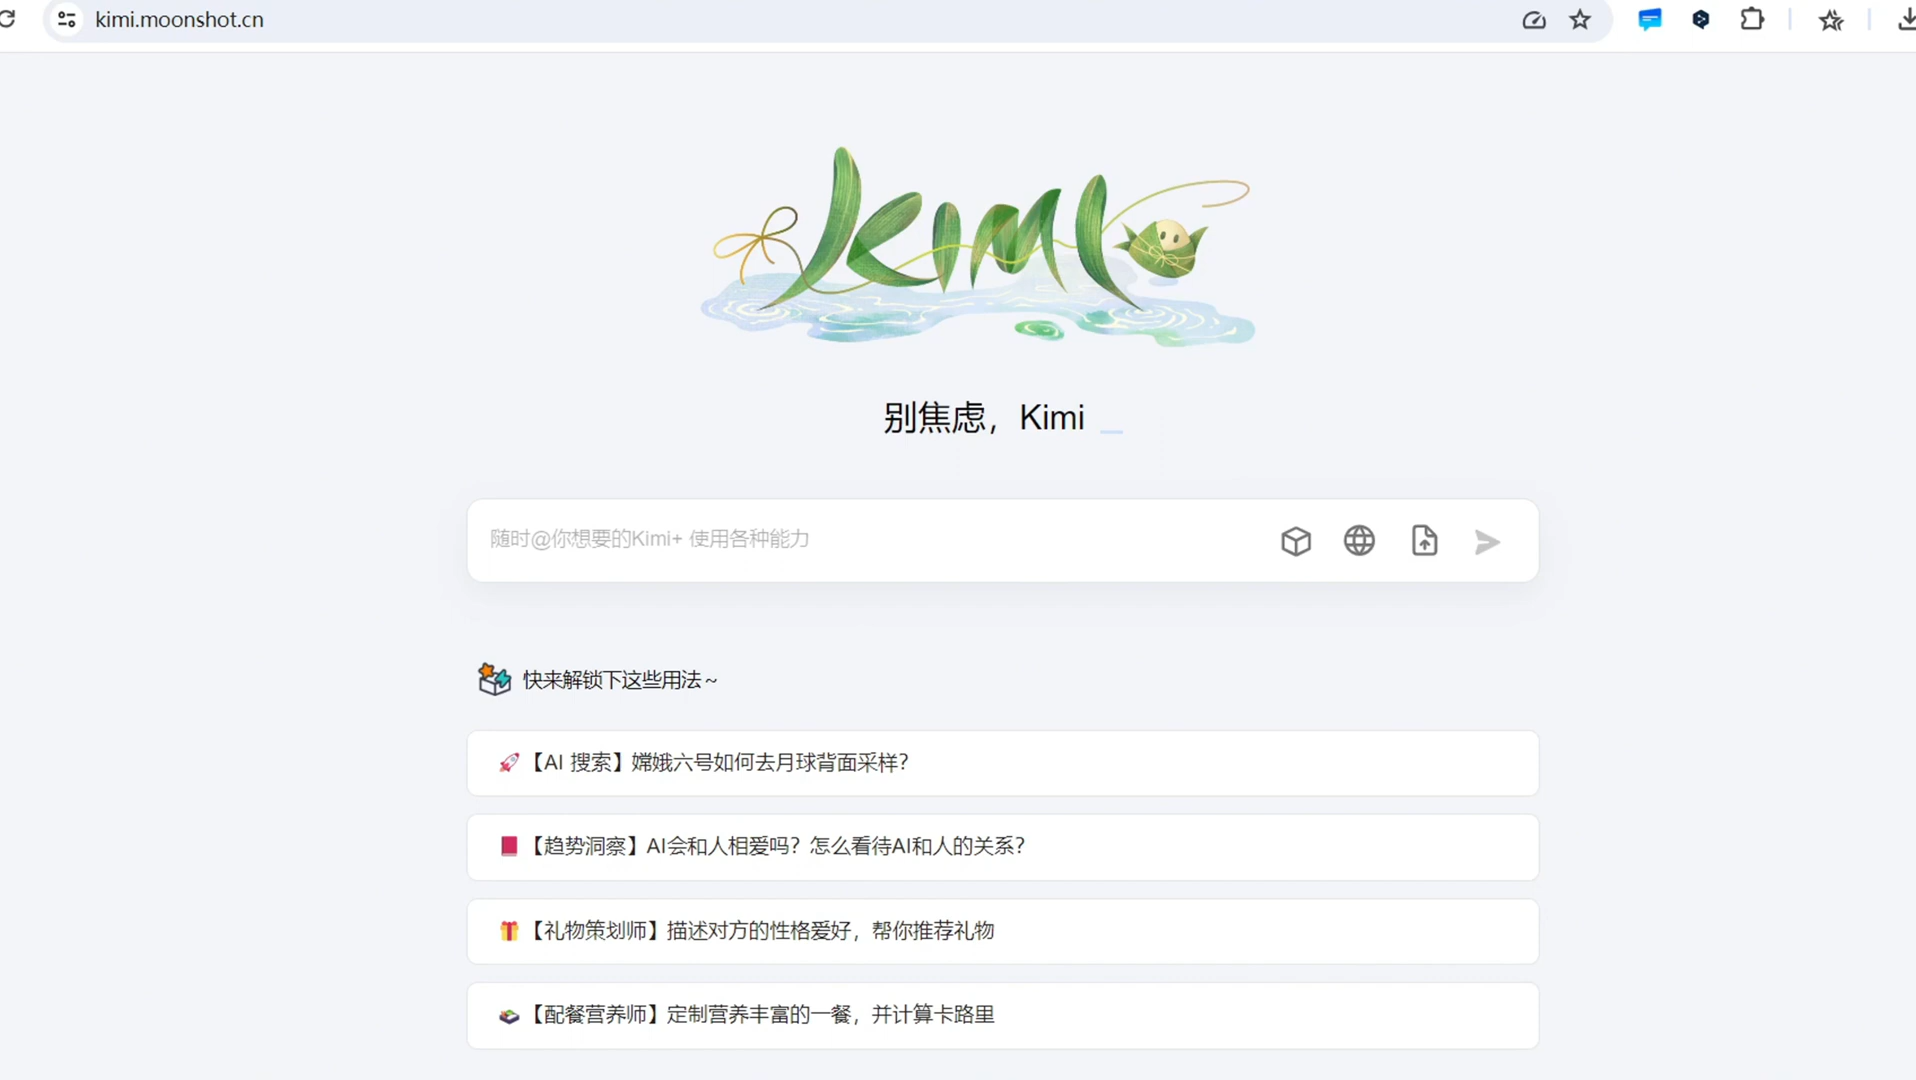 kimi.moonshot.cn
KIMI
别焦虑，Kimi _
随时@你想要的Kimi+ 使用各种能力
快来解锁下这些用法~
🚀【AI 搜索】嫦娥六号如何去月球背面采样？
📕【趋势洞察】AI会和人相爱吗？怎么看待AI和人的关系？
🎁【礼物策划师】描述对方的性格爱好，帮你推荐礼物
🍱【配餐营养师】定制营养丰富的一餐，并计算卡路里